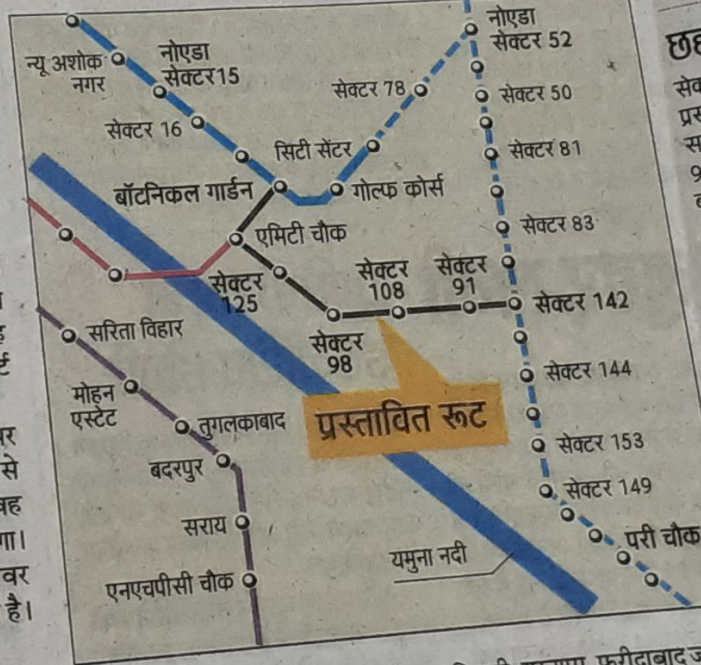 नोएडा
सेक्टर 52
न्यू अशोक
नगर
नोएडा
सेक्टर15
सेक्टर 78
सेक्टर 50
सेक्टर 16
सिटी सेंटर
सेक्टर 81
बॉटनिकल गार्डन
गोल्फ कोर्स
एमिटी चौक
सेक्टर 83
सेक्टर
125
सेक्टर
108
सेक्टर
91
सेक्टर 142
सेक्टर
98
सरिता विहार
सेक्टर 144
मोहन
एस्टेट
तुगलकाबाद
प्रस्तावित रूट
सेक्टर 153
बदरपुर
सेक्टर 149
सराय
परी चौक
यमुना नदी
एनएचपीसी चौक
से
गा।
वर
है।
फरीदाबाद